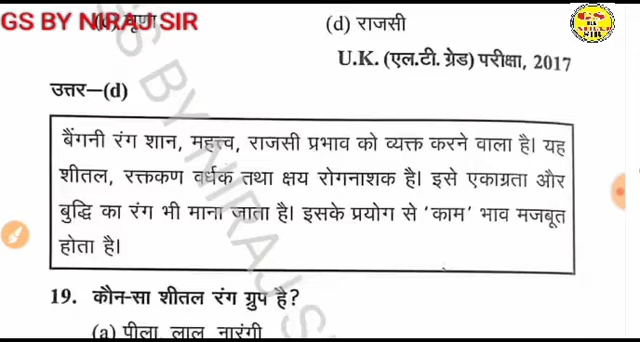 GS BY NIRAJ SIR
घृणा (d) राजसी
U.K. (एल.टी. ग्रेड) परीक्षा, 2017
उत्तर–(d)
बैंगनी रंग शान, महत्त्व, राजसी प्रभाव को व्यक्त करने वाला है। यह
शीतल, रक्तकण वर्धक तथा क्षय रोगनाशक है। इसे एकाग्रता और
बुद्धि का रंग भी माना जाता है। इसके प्रयोग से ‘काम’ भाव मजबूत
होता है।
19. कौन-सा शीतल रंग ग्रुप है?
(a) पीला, लाल, नारंगी